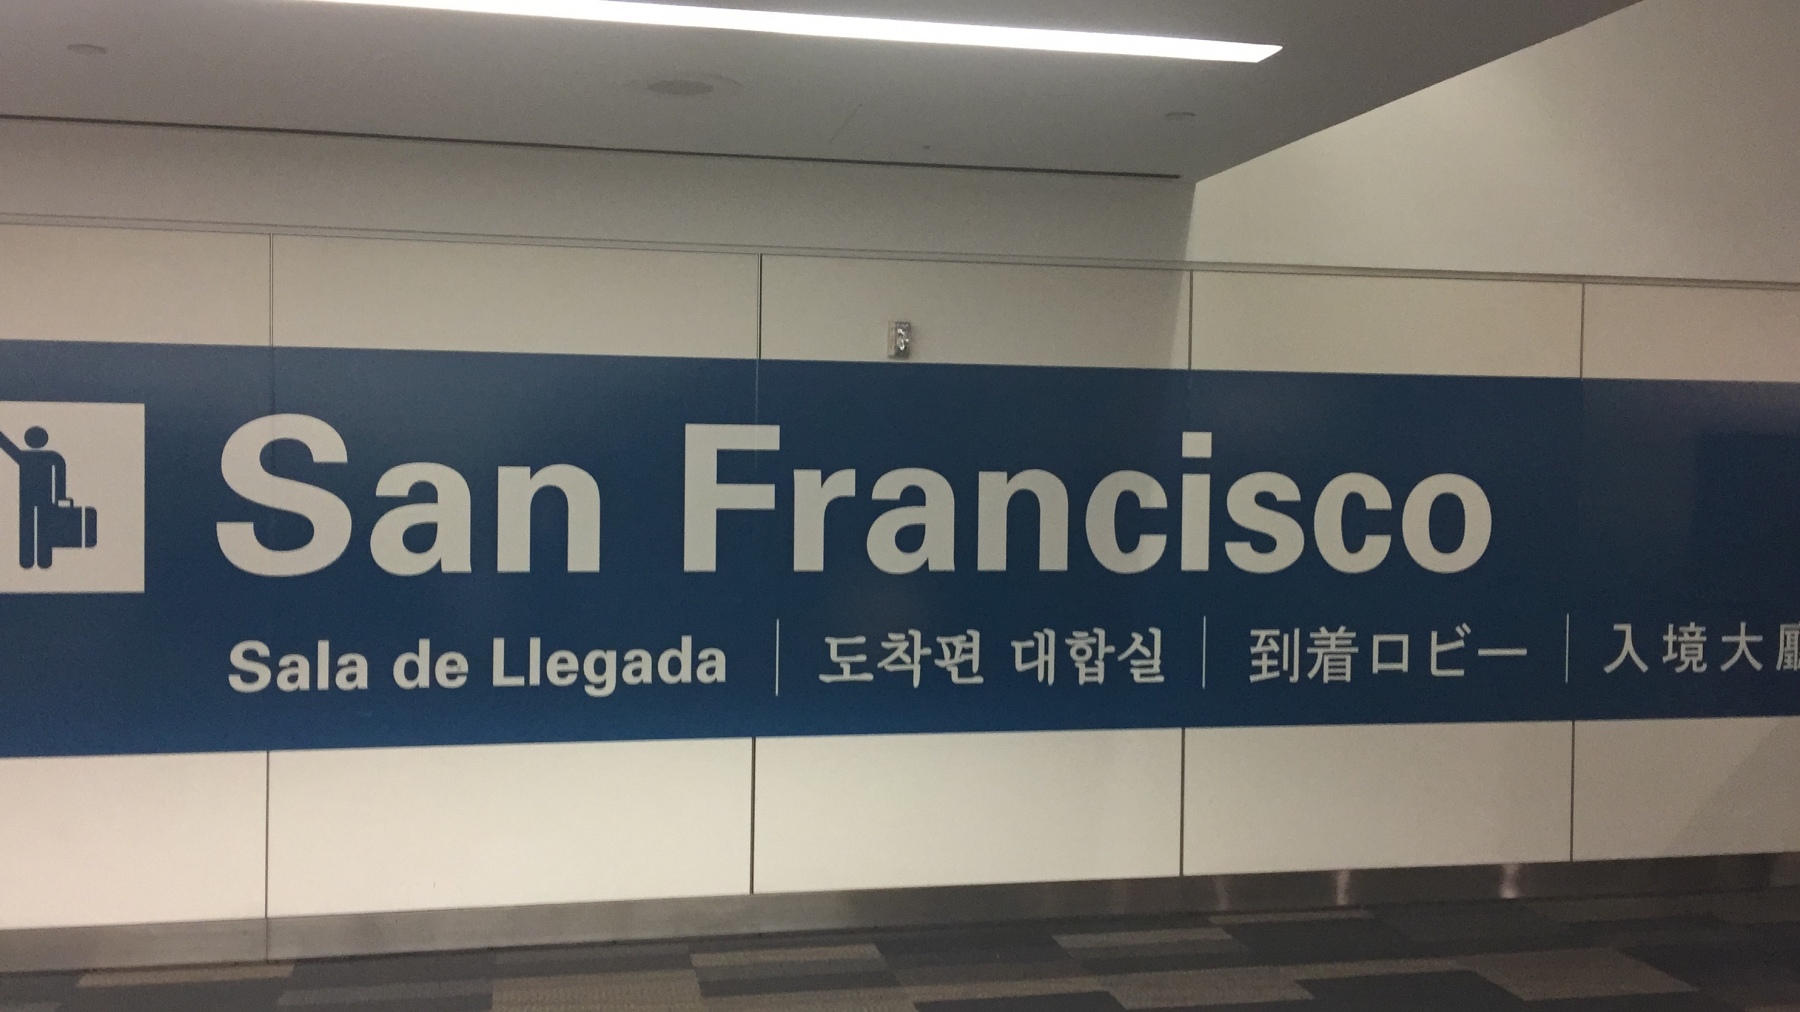 San Francisco
Sala de Llegada | 도착편 대합실 | 到着ロビー | 入境大廳